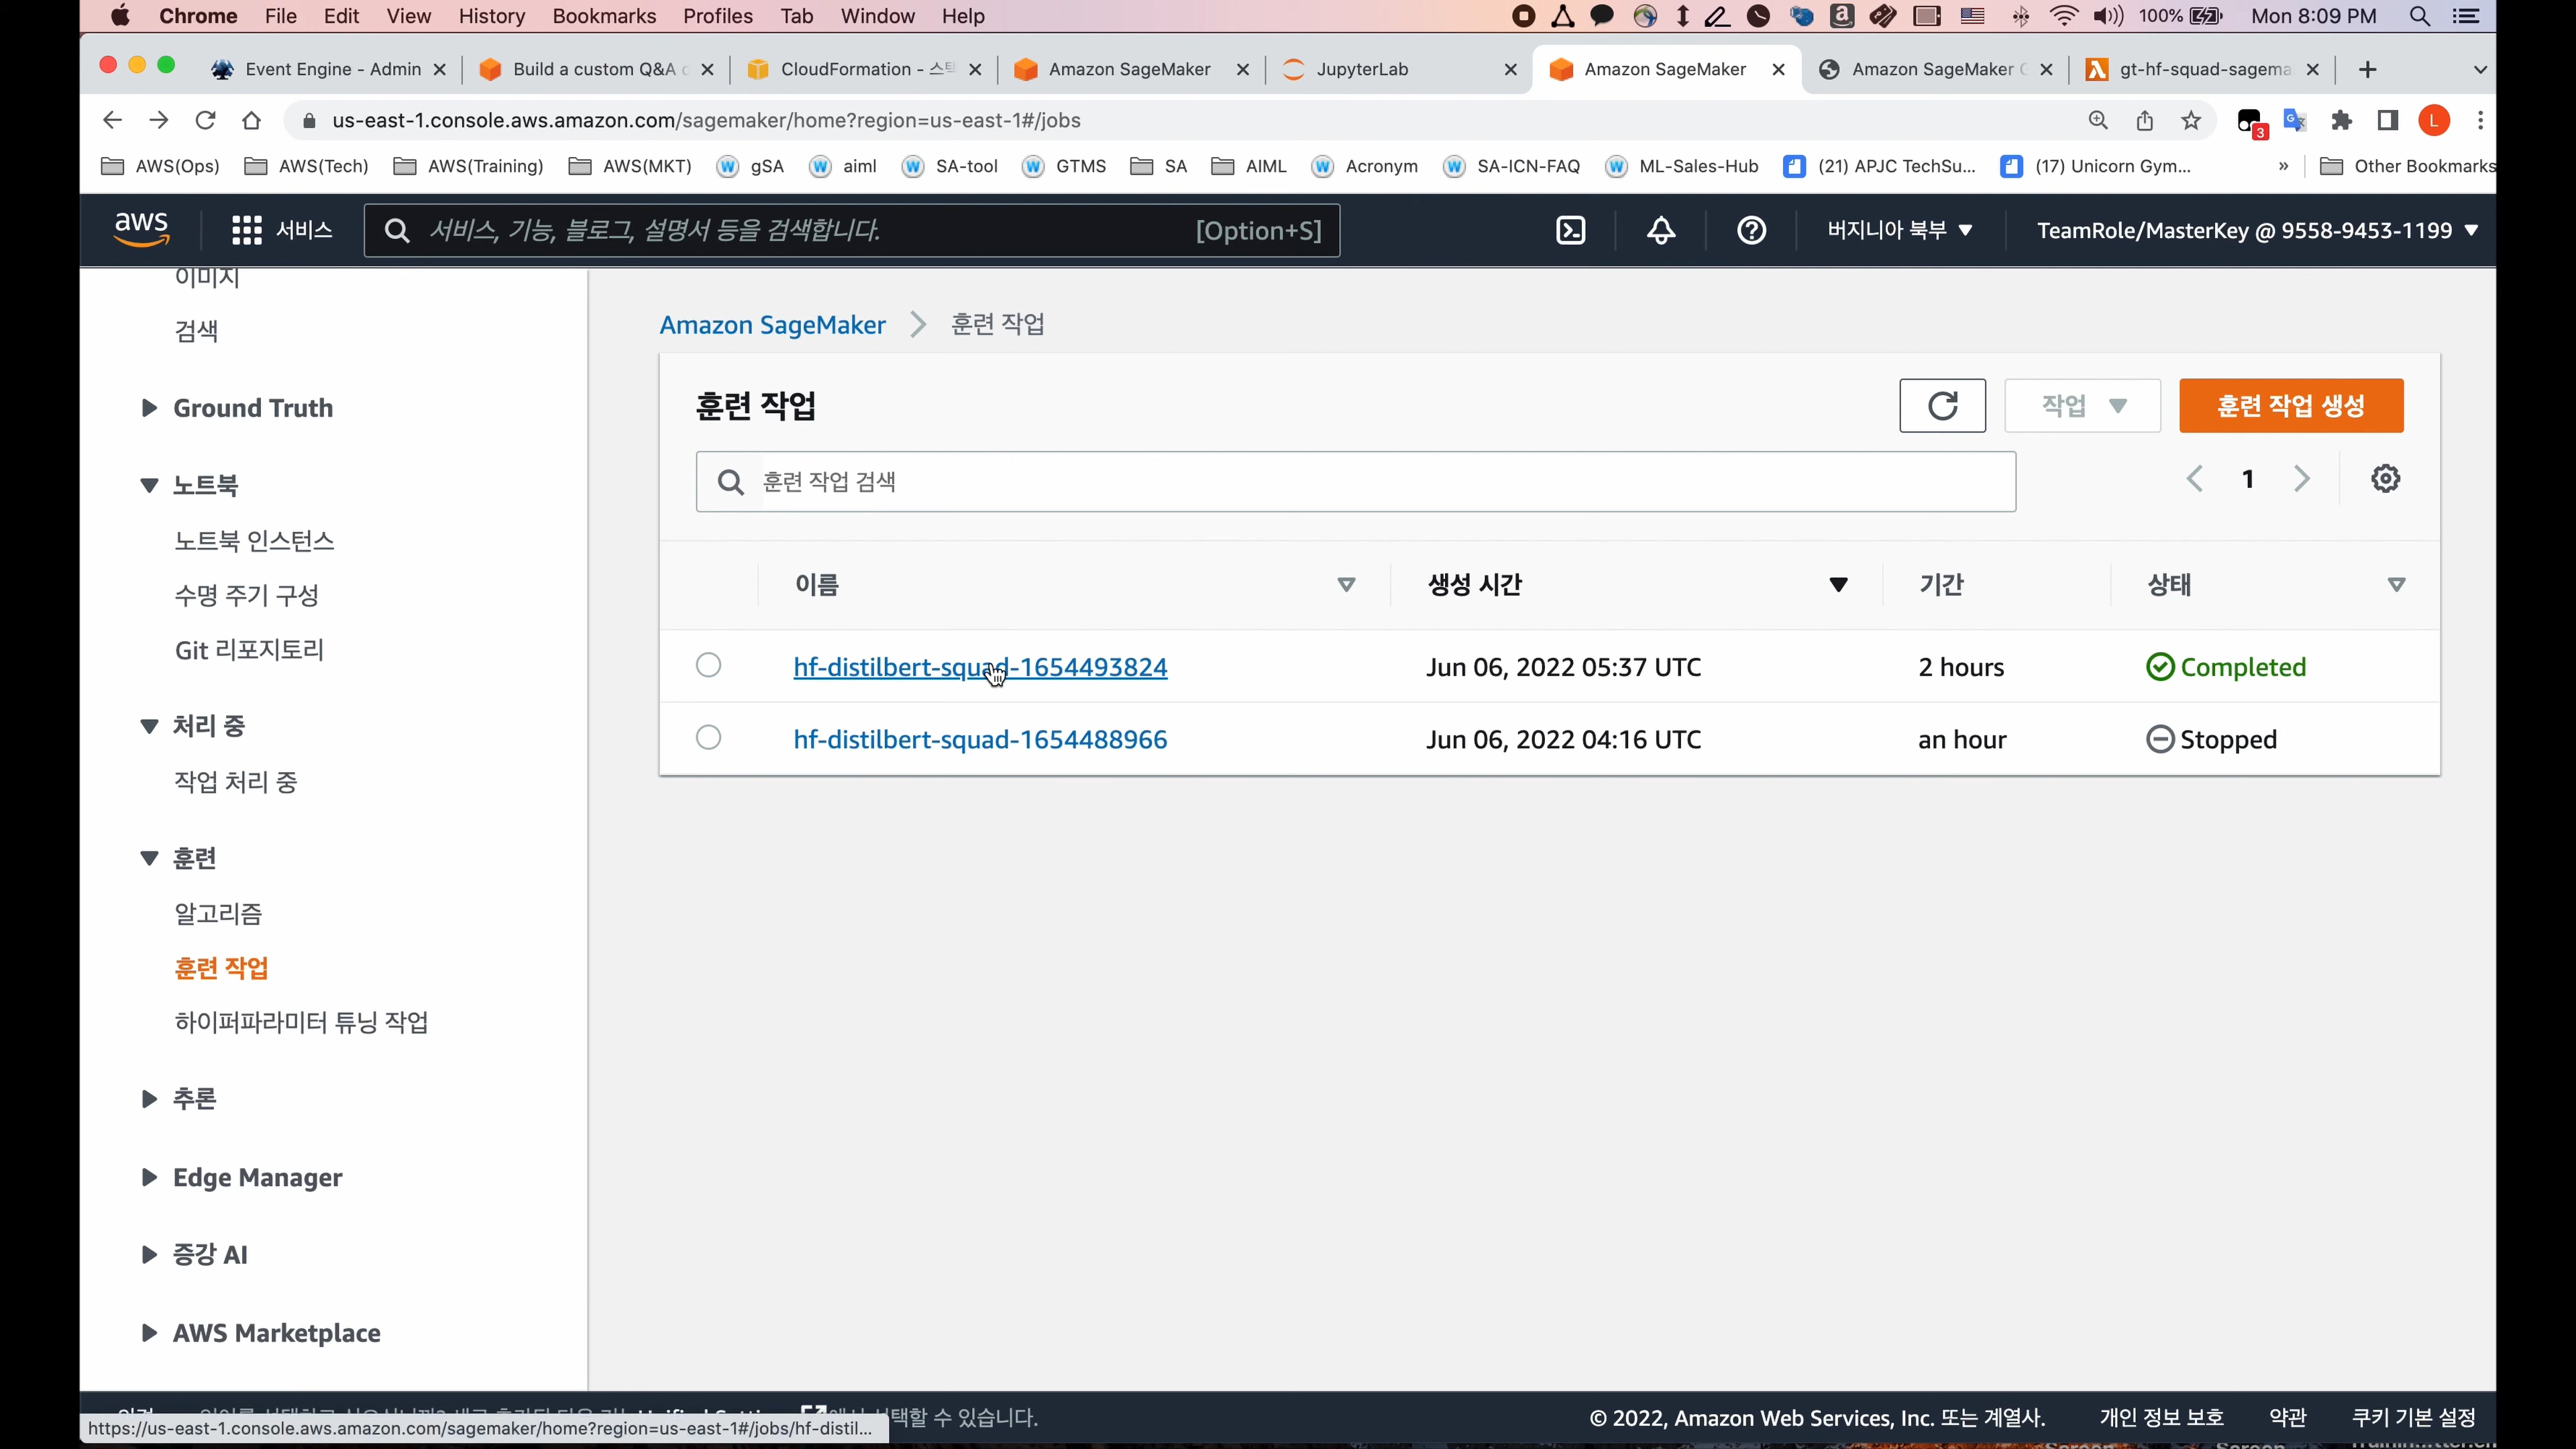 Chrome File Edit View History Bookmarks Profiles Tab Window Help 100% Mon 8:09 PM
Event Engine - Admin Build a custom Q&A CloudFormation - 스택 Amazon SageMaker JupyterLab Amazon SageMaker Amazon SageMaker gt-hf-squad-sagema
us-east-1.console.aws.amazon.com/sagemaker/home?region=us-east-1#/jobs 3 L
AWS(Ops) AWS(Tech) AWS(Training) AWS(MKT) gSA aiml SA-tool GTMS SA AIML Acronym SA-ICN-FAQ ML-Sales-Hub (21) APJC TechSu... (17) Unicorn Gym... » Other Bookmarks
aws 서비스 서비스, 기능, 블로그, 설명서 등을 검색합니다. [Option+S] 버지니아 북부 TeamRole/MasterKey @ 9558-9453-1199
이미지
검색
Ground Truth
노트북
노트북 인스턴스
수명 주기 구성
Git 리포지토리
처리 중
작업 처리 중
훈련
알고리즘
훈련 작업
하이퍼파라미터 튜닝 작업
추론
Edge Manager
증강 AI
AWS Marketplace
Amazon SageMaker > 훈련 작업
훈련 작업 작업 훈련 작업 생성
훈련 작업 검색 1
이름 생성 시간 기간 상태
hf-distilbert-squad-1654493824 Jun 06, 2022 05:37 UTC 2 hours Completed
hf-distilbert-squad-1654488966 Jun 06, 2022 04:16 UTC an hour Stopped
택할 수 있습니다. © 2022, Amazon Web Services, Inc. 또는 계열사. 개인 정보 보호 약관 쿠키 기본 설정
https://us-east-1.console.aws.amazon.com/sagemaker/home?region=us-east-1#/jobs/hf-distil...